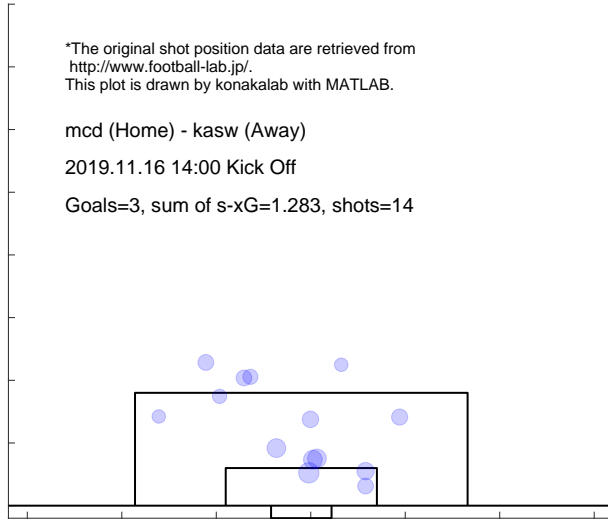 *The original shot position data are retrieved from
http://www.football-lab.jp/.
This plot is drawn by konakalab with MATLAB.
mcd (Home) - kasw (Away)
2019.11.16 14:00 Kick Off
Goals=3, sum of s-xG=1.283, shots=14